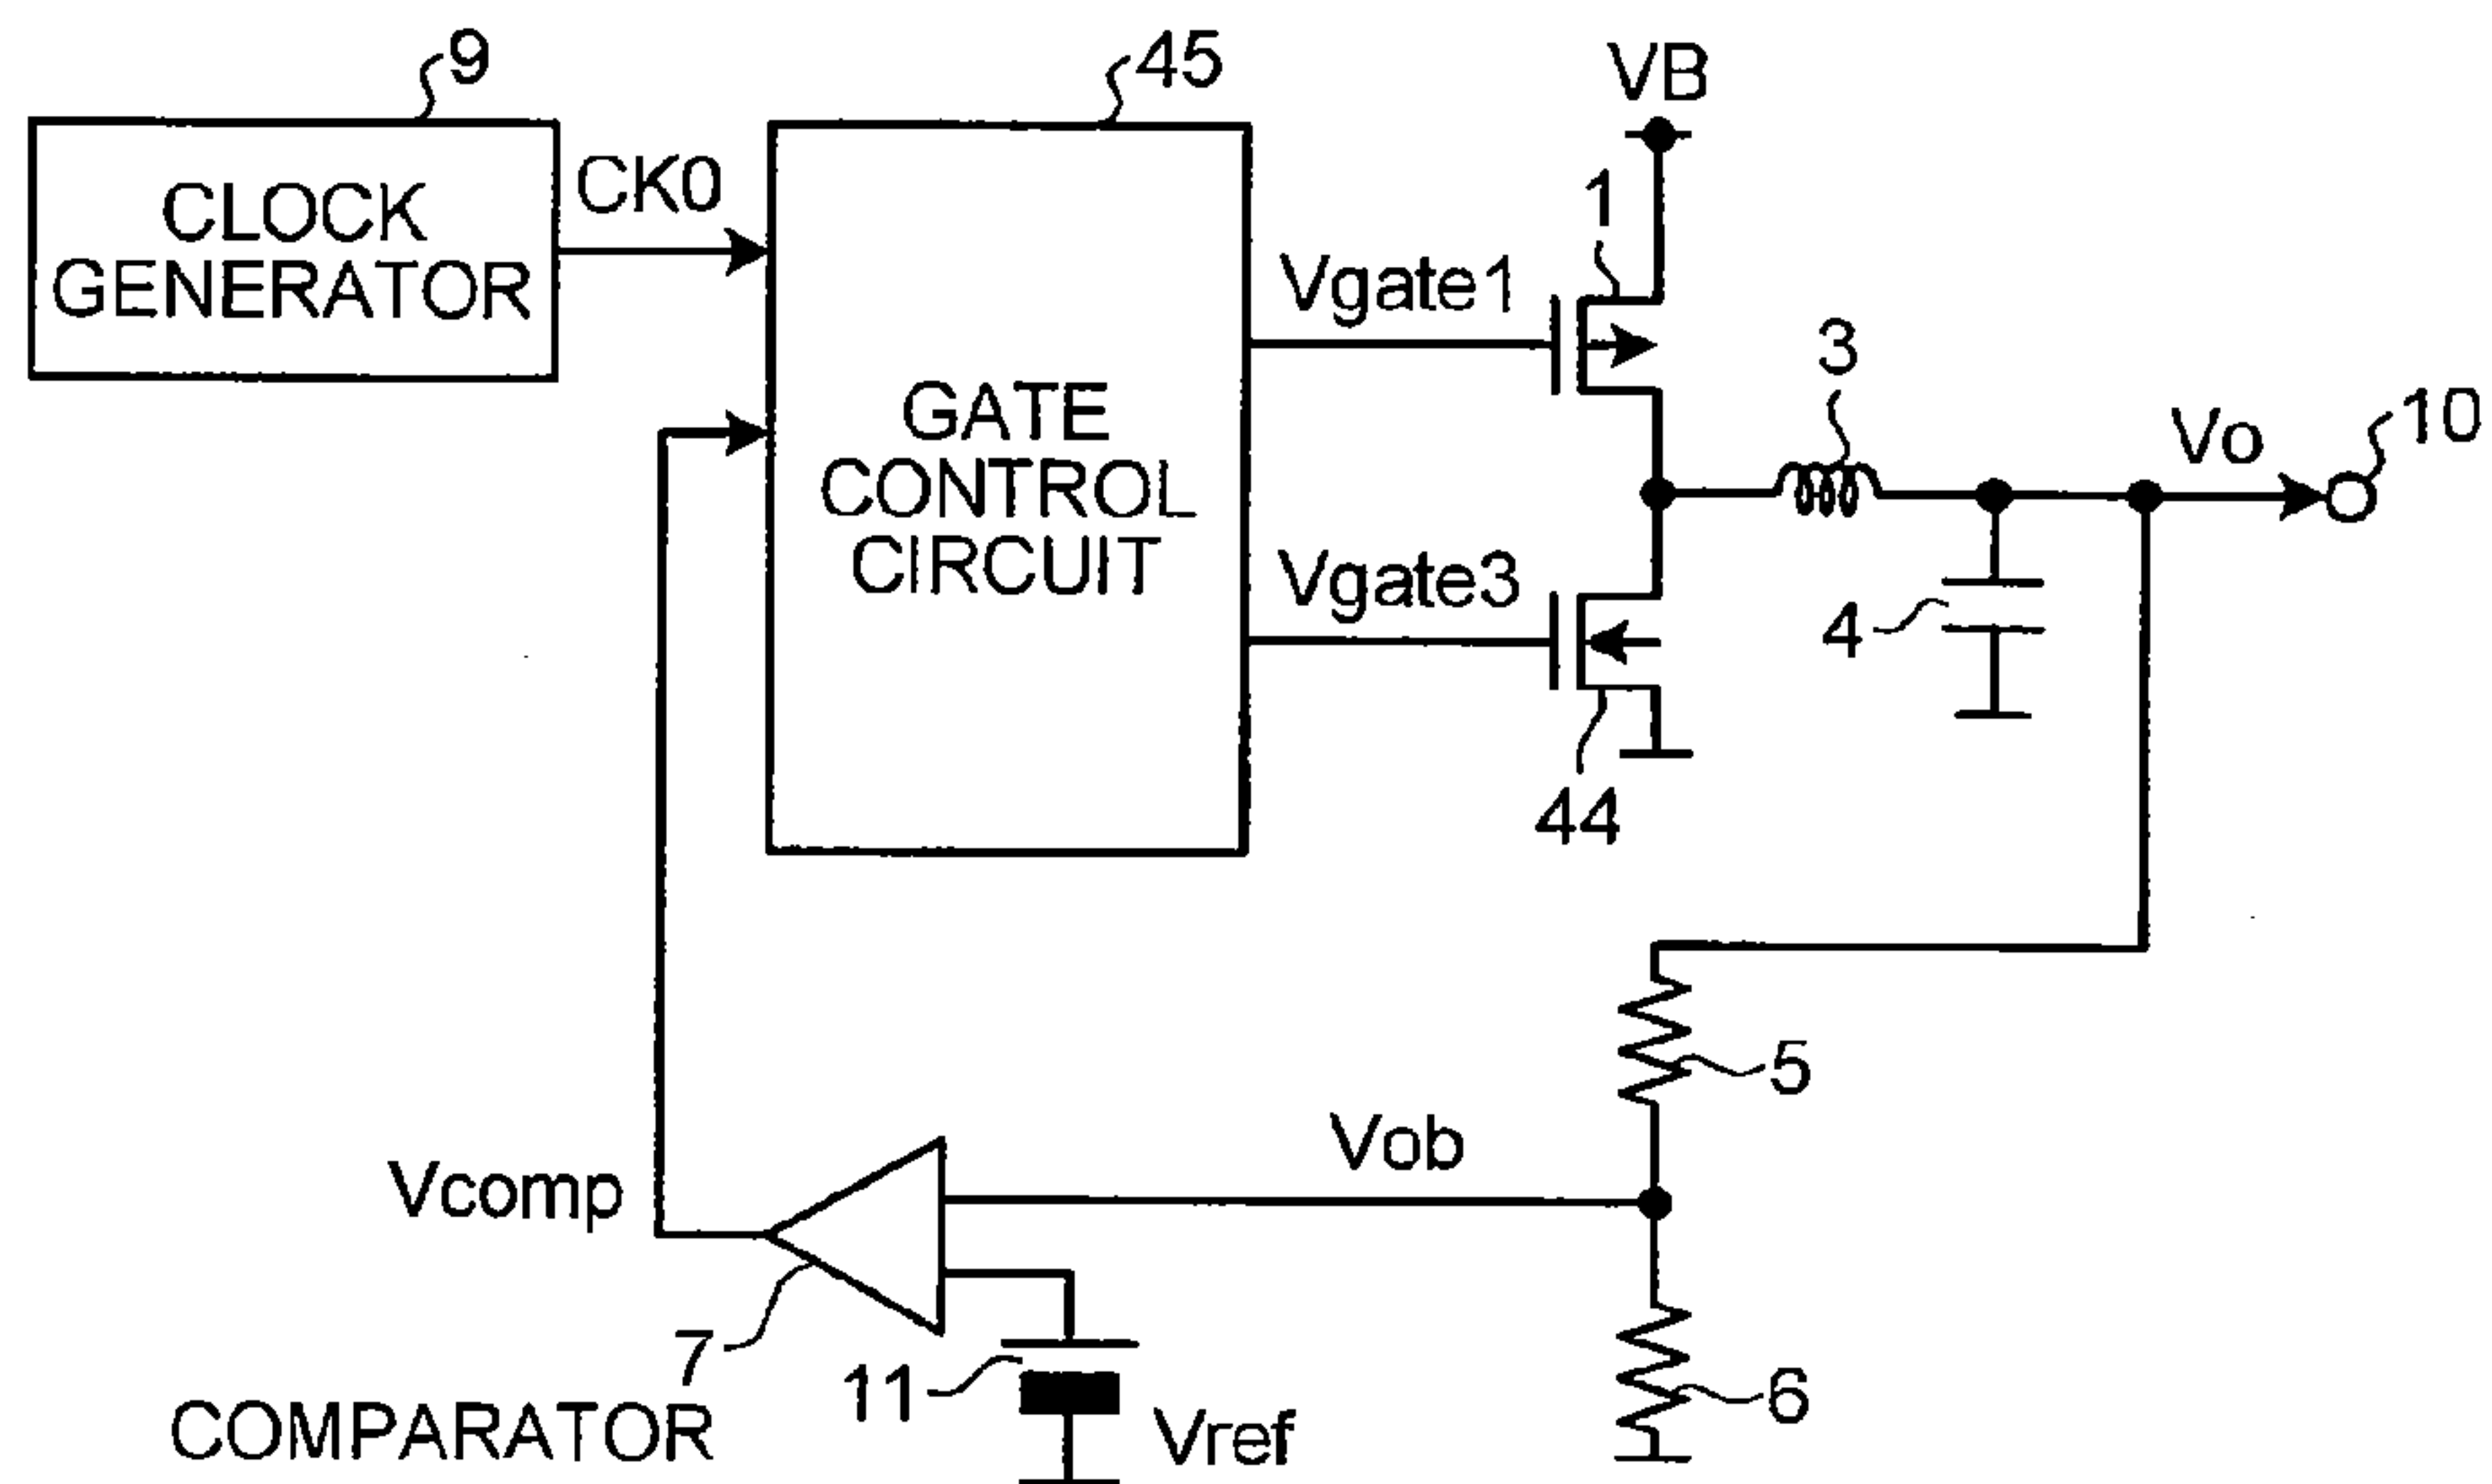 9
45
VB
CLOCK
GENERATOR
CK0
1
Vgate1
3
10
Vo
GATE
CONTROL
CIRCUIT
Vgate3
4
44
5
Vob
Vcomp
7
COMPARATOR
11
Vref
6